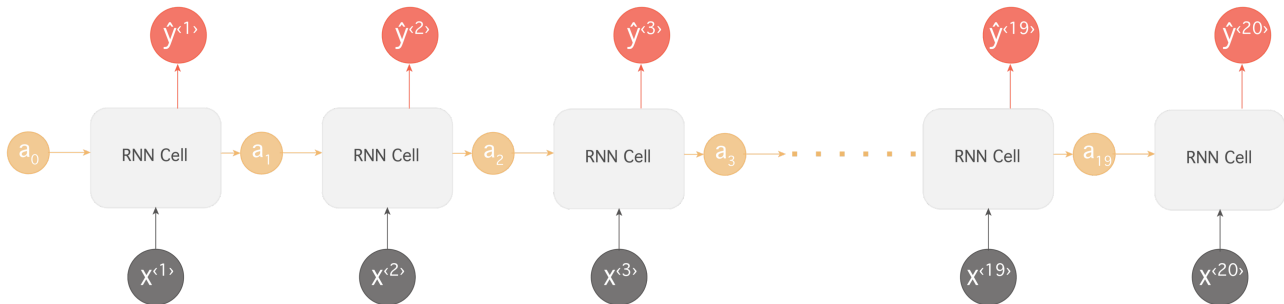 ŷ‹1› ŷ‹2› ŷ‹3› ŷ‹19› ŷ‹20›
a₀ RNN Cell a₁ RNN Cell a₂ RNN Cell a₃ RNN Cell a₁₉ RNN Cell
x‹1› x‹2› x‹3› x‹19› x‹20›